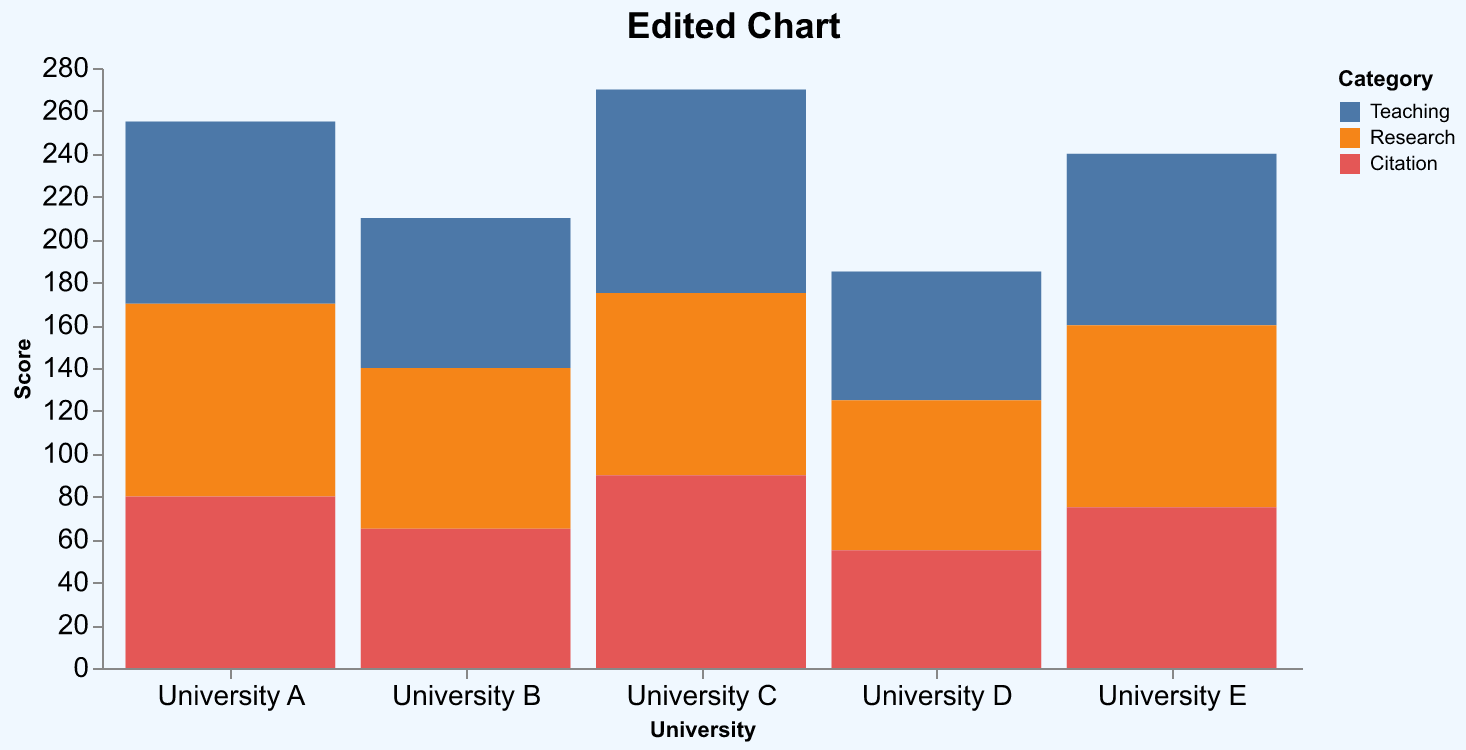 Edited Chart
280
260
240
220
200
180
160
140
120
100
80
60
40
20
0
Score
University A
University B
University C
University D
University E
University
Category
Teaching
Research
Citation